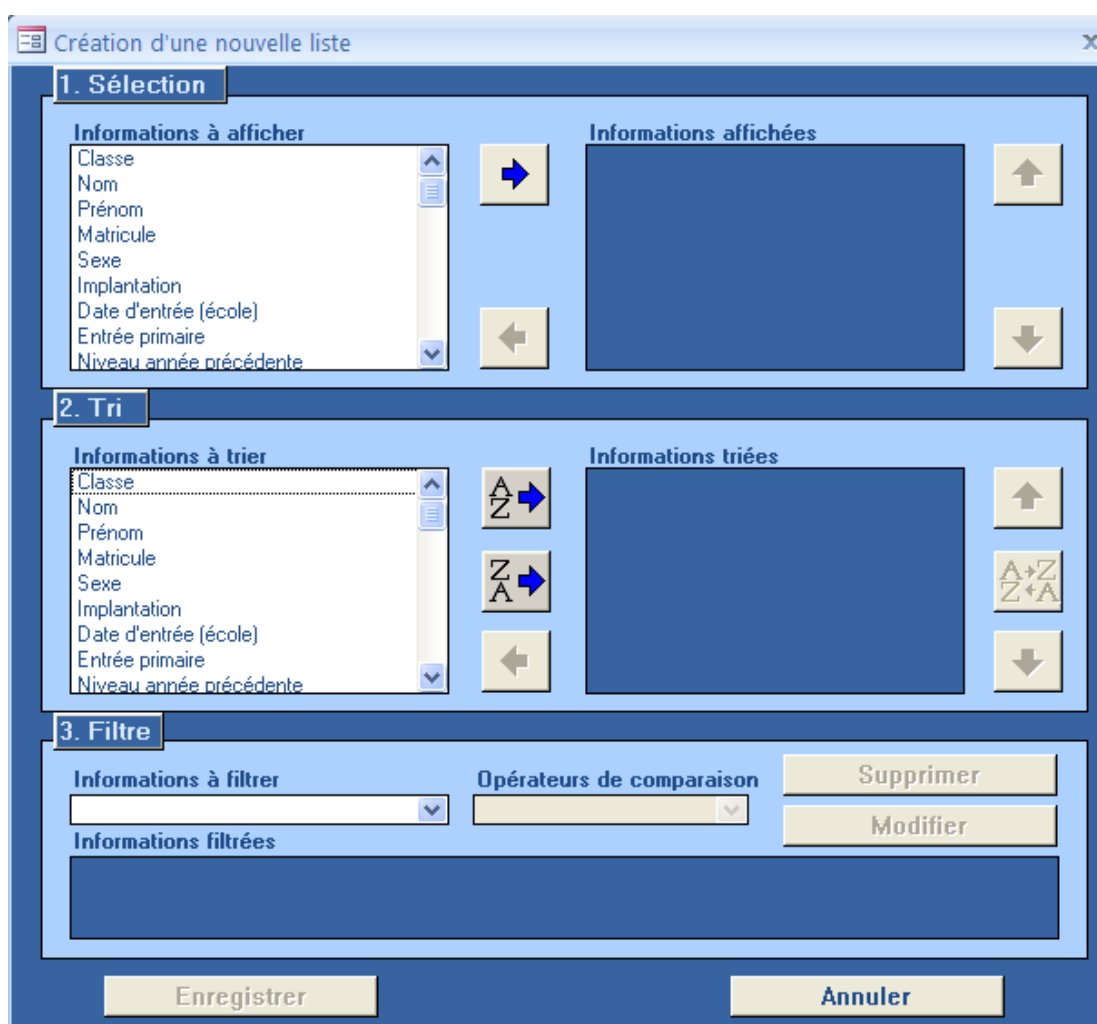 Création d'une nouvelle liste
1. Sélection
Informations à afficher
Informations affichées
Classe
Nom
Prénom
Matricule
Sexe
Implantation
Date d'entrée (école)
Entrée primaire
Niveau année précédente
2. Tri
Informations à trier
Informations triées
Classe
Nom
Prénom
Matricule
Sexe
Implantation
Date d'entrée (école)
Entrée primaire
Niveau année précédente
A
Z
Z
A
A Z
Z A
3. Filtre
Informations à filtrer
Opérateurs de comparaison
Supprimer
Modifier
Informations filtrées
Enregistrer
Annuler